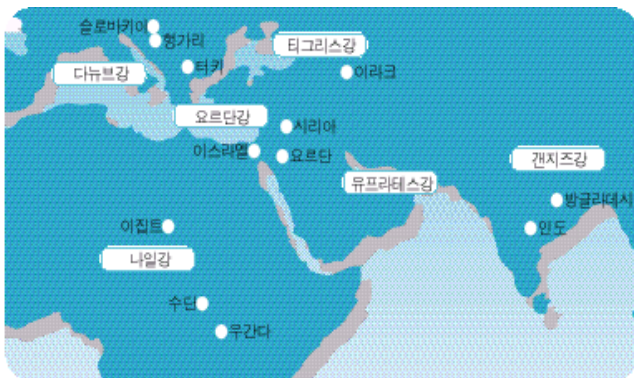 슬로바키아
헝가리
티그리스강
터키
이라크
다뉴브강
요르단강
시리아
이스라엘
요르단
갠지즈강
유프라테스강
방글라데시
이집트
인도
나일강
수단
우간다